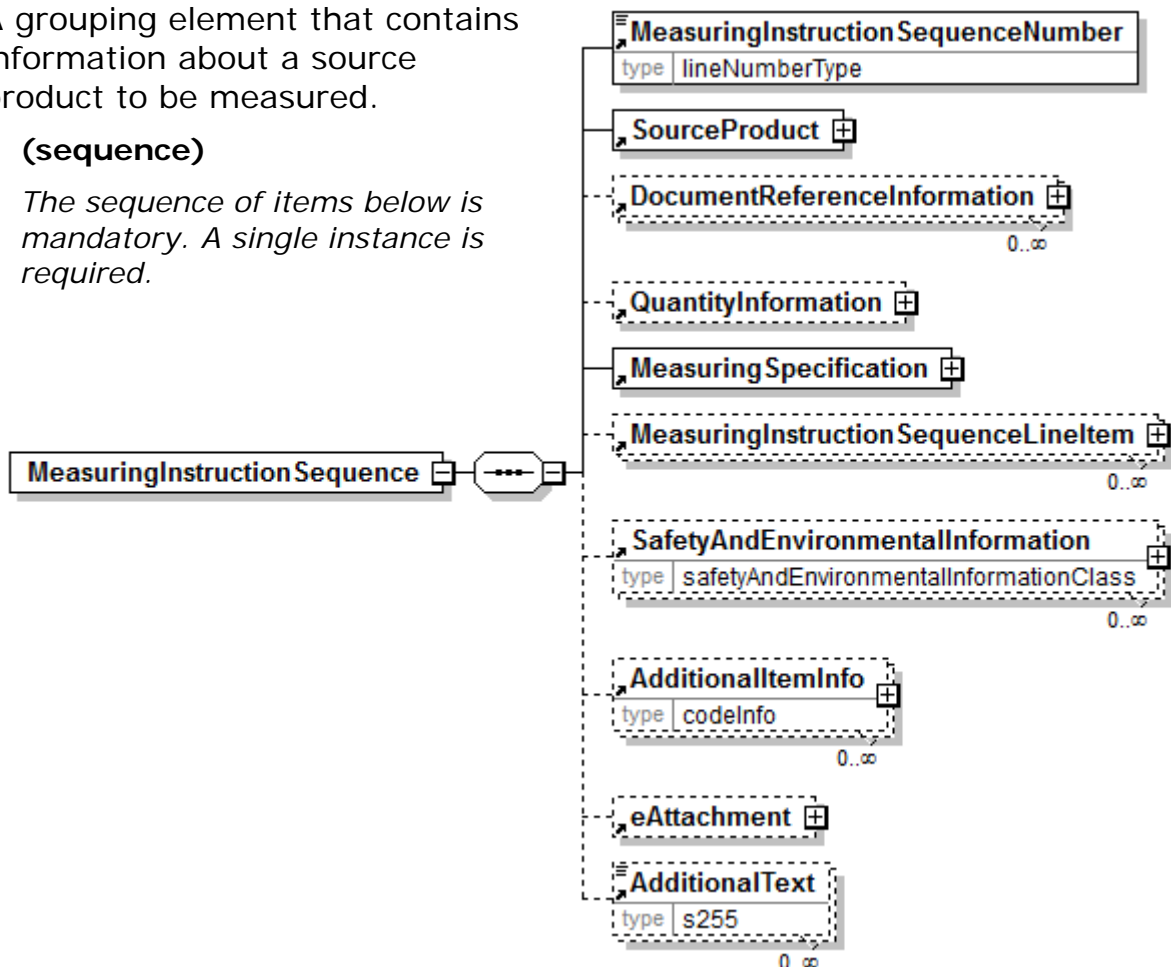 A grouping element that contains
information about a source
product to be measured.
(sequence)
The sequence of items below is
mandatory. A single instance is
required.
MeasuringInstructionSequence
MeasuringInstructionSequenceNumber
type lineNumberType
SourceProduct
DocumentReferenceInformation
0..∞
QuantityInformation
MeasuringSpecification
MeasuringInstructionSequenceLineItem
0..∞
SafetyAndEnvironmentalInformation
type safetyAndEnvironmentalInformationClass
0..∞
AdditionalItemInfo
type codeInfo
0..∞
eAttachment
AdditionalText
type s255
0..∞